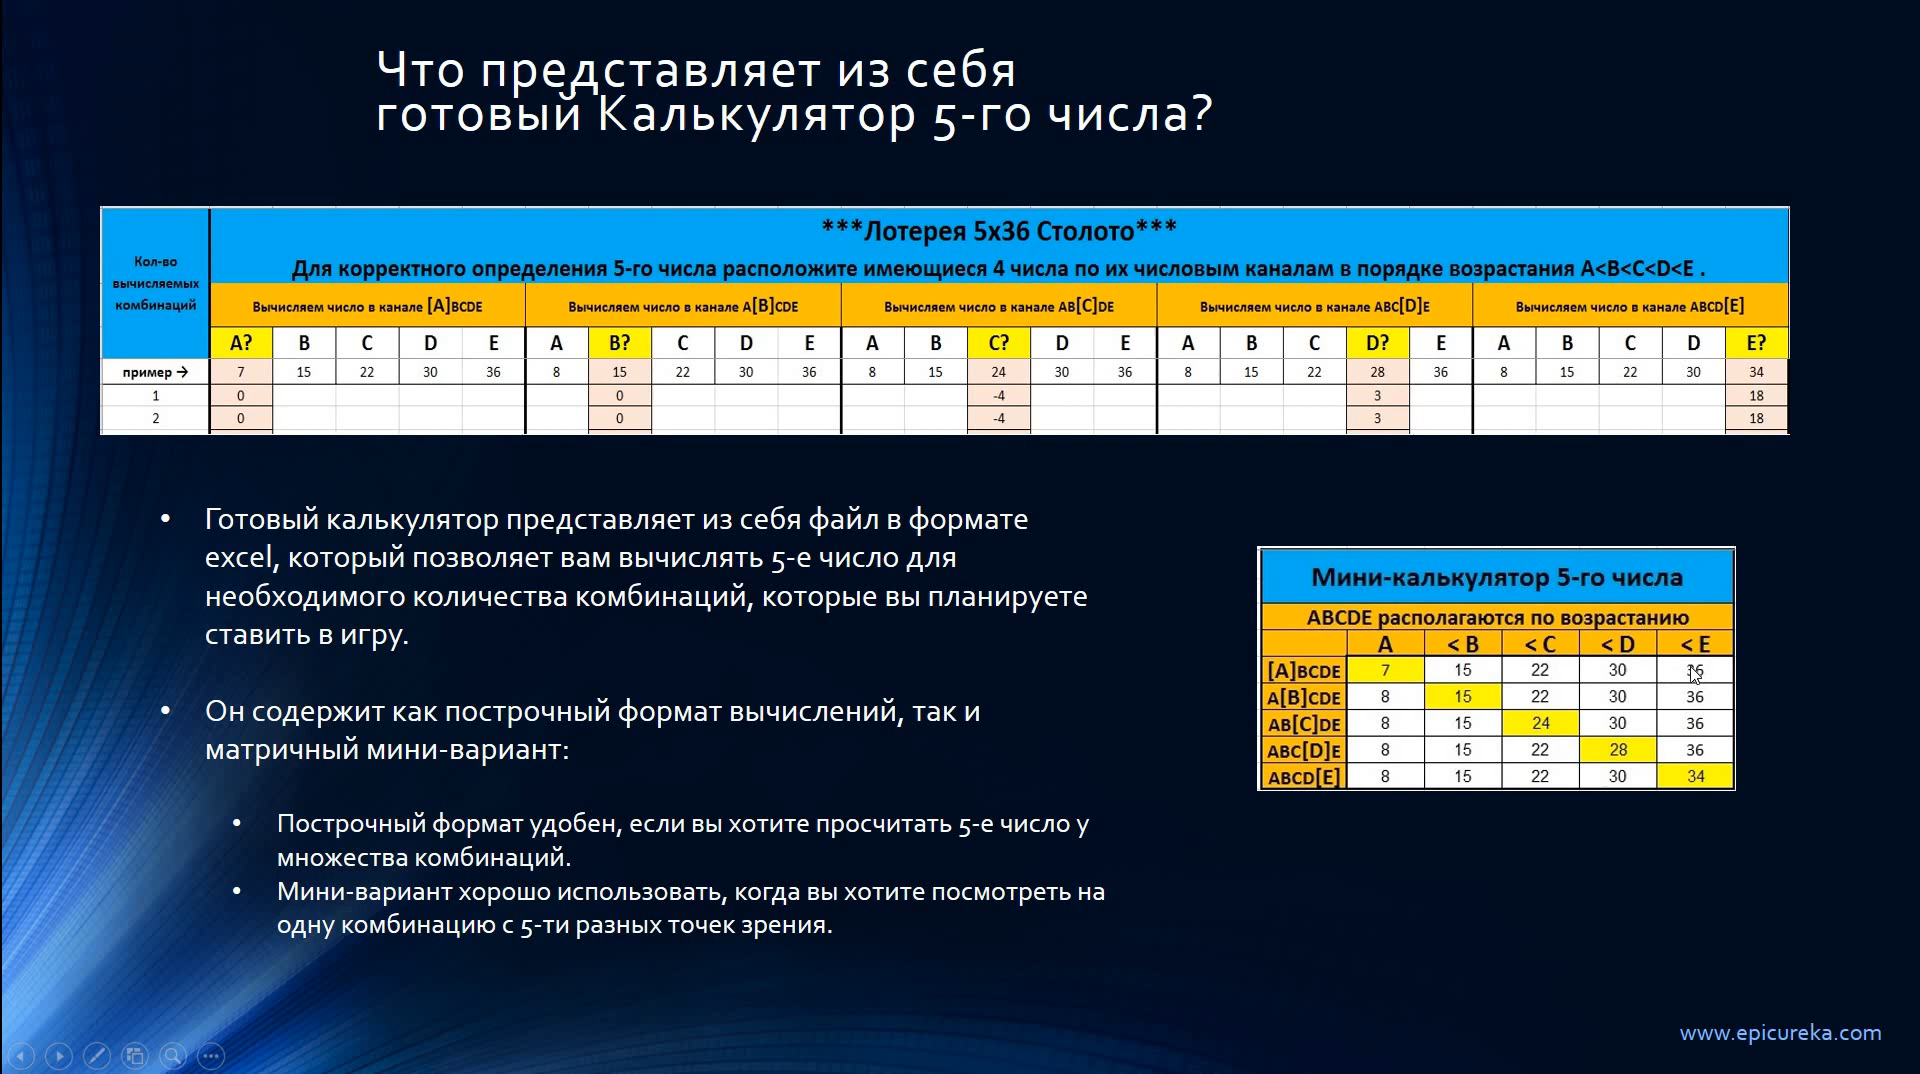 Что представляет из себя
готовый Калькулятор 5-го числа?
***Лотерея 5х36 Столото***
Для корректного определения 5-го числа расположите имеющиеся 4 числа по их числовым каналам в порядке возрастания A<B<C<D<E .
Кол-во
вычисляемых
комбинаций
Вычисляем число в канале [A]BCDE
Вычисляем число в канале A[B]CDE
Вычисляем число в канале AB[C]DE
Вычисляем число в канале ABC[D]E
Вычисляем число в канале ABCD[E]
A? B C D E A B? C D E A B C? D E A B C D? E A B C D E?
пример → 7 15 22 30 36 8 15 22 30 36 8 15 24 30 36 8 15 22 28 36 8 15 22 30 34
1 0 0 -4 3 18
2 0 0 -4 3 18
• Готовый калькулятор представляет из себя файл в формате
excel, который позволяет вам вычислять 5-е число для
необходимого количества комбинаций, которые вы планируете
ставить в игру.
• Он содержит как построчный формат вычислений, так и
матричный мини-вариант:
• Построчный формат удобен, если вы хотите просчитать 5-е число у
множества комбинаций.
• Мини-вариант хорошо использовать, когда вы хотите посмотреть на
одну комбинацию с 5-ти разных точек зрения.
Мини-калькулятор 5-го числа
ABCDE располагаются по возрастанию
A < B < C < D < E
[A]BCDE 7 15 22 30 36
A[B]CDE 8 15 22 30 36
AB[C]DE 8 15 24 30 36
ABC[D]E 8 15 22 28 36
ABCD[E] 8 15 22 30 34
www.epicureka.com